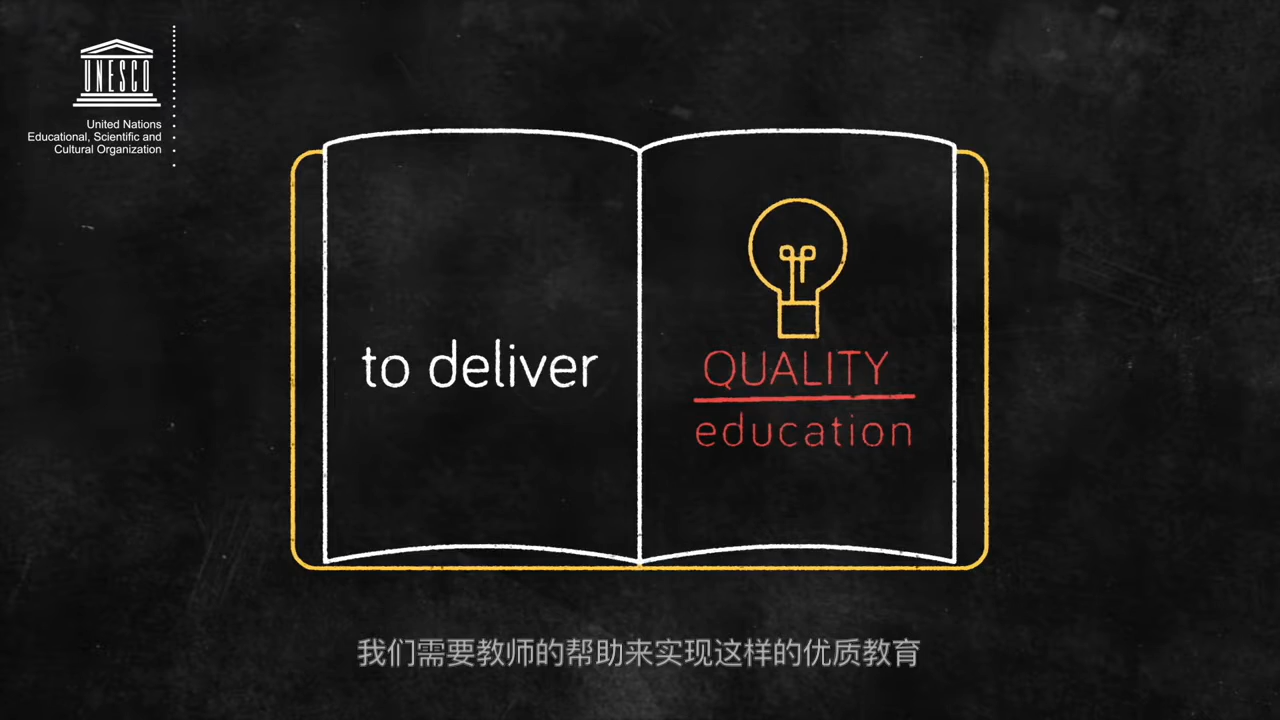 UNESCO
United Nations
Educational, Scientific and
Cultural Organization
to deliver
QUALITY
education
我们需要教师的帮助来实现这样的优质教育